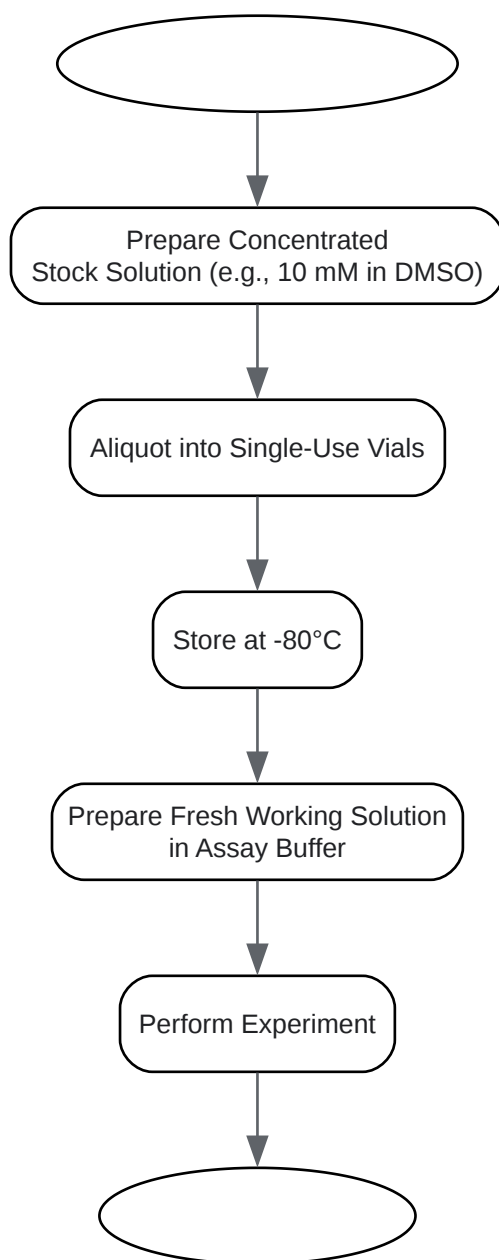 Prepare Concentrated
Stock Solution (e.g., 10 mM in DMSO)
Aliquot into Single-Use Vials
Store at -80°C
Prepare Fresh Working Solution
in Assay Buffer
Perform Experiment